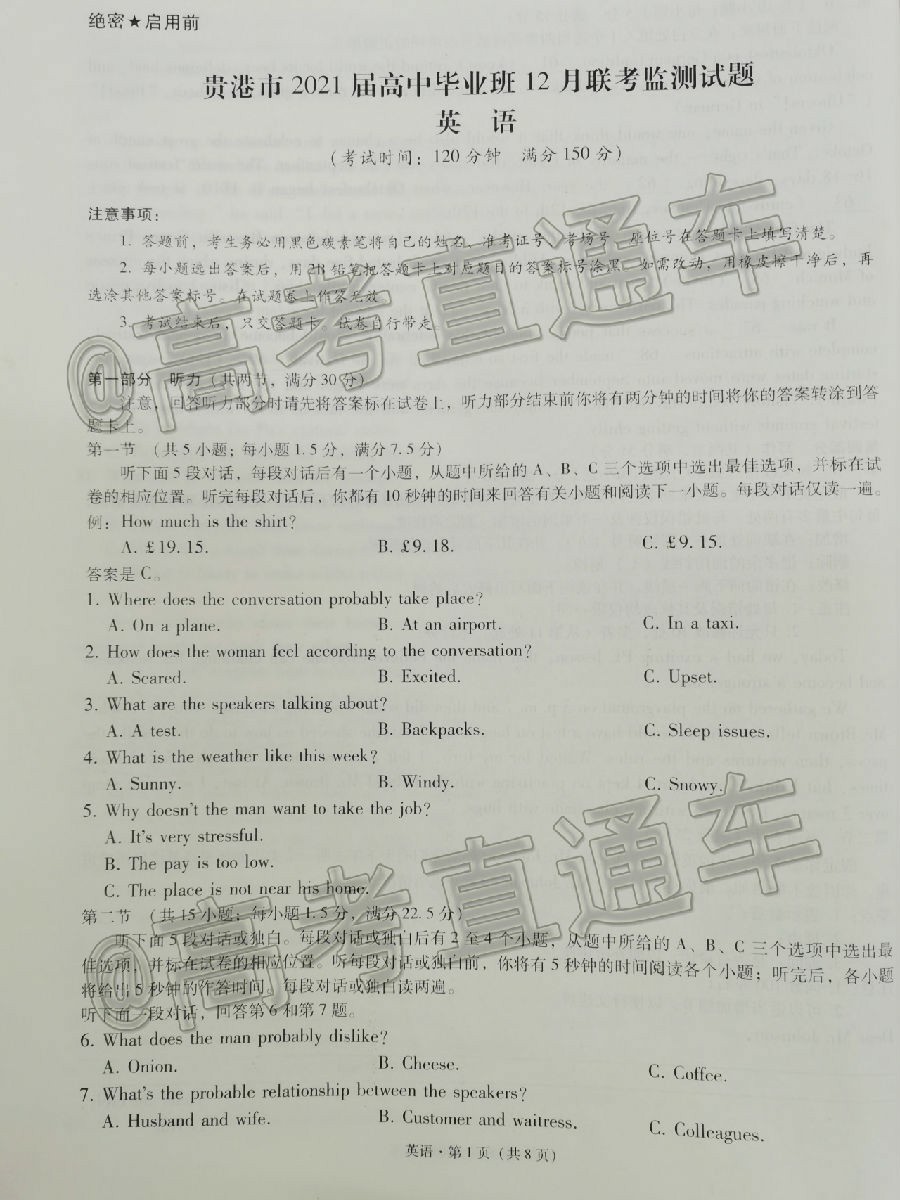 绝密★启用前
贵港市 2021 届高中毕业班 12 月联考监测试题
英 语
(考试时间：120 分钟 满分 150 分)
注意事项：
1. 答题前，考生务必用黑色碳素笔将自己的姓名、准考证号、考场号、座位号在答题卡上填写清楚。
2. 每小题选出答案后，用 2B 铅笔把答题卡上对应题目的答案标号涂黑。如需改动，用橡皮擦干净后，再
选涂其他答案标号。在试题卷上作答无效。
3. 考试结束后，只交答题卡。试卷自行带走。
第一部分 听力（共两节，满分 30 分）
注意，回答听力部分时请先将答案标在试卷上，听力部分结束前你将有两分钟的时间将你的答案转涂到答
题卡上。
第一节 （共 5 小题；每小题 1. 5 分，满分 7. 5 分）
听下面 5 段对话，每段对话后有一个小题，从题中所给的 A、B、C 三个选项中选出最佳选项，并标在试
卷的相应位置。听完每段对话后，你都有 10 秒钟的时间来回答有关小题和阅读下一小题。每段对话仅读一遍。
例：How much is the shirt?
A. £19. 15. B. £9. 18. C. £9. 15.
答案是 C。
1. Where does the conversation probably take place?
A. On a plane. B. At an airport. C. In a taxi.
2. How does the woman feel according to the conversation?
A. Scared. B. Excited. C. Upset.
3. What are the speakers talking about?
A. A test. B. Backpacks. C. Sleep issues.
4. What is the weather like this week?
A. Sunny. B. Windy. C. Snowy.
5. Why doesn't the man want to take the job?
A. It's very stressful.
B. The pay is too low.
C. The place is not near his home.
第二节 （共 15 小题；每小题 1. 5 分，满分 22. 5 分）
听下面 5 段对话或独白。每段对话或独白后有 2 至 4 个小题，从题中所给的 A、B、C 三个选项中选出最
佳选项，并标在试卷的相应位置。听每段对话或独白前，你将有 5 秒钟的时间阅读各个小题；听完后，各小题
将给出 5 秒钟的作答时间。每段对话或独白读两遍。
听下面一段对话，回答第 6 和第 7 题。
6. What does the man probably dislike?
A. Onion. B. Cheese. C. Coffee.
7. What's the probable relationship between the speakers?
A. Husband and wife. B. Customer and waitress. C. Colleagues.
英语·第 1 页（共 8 页）
@高考直通车
@高考直通车